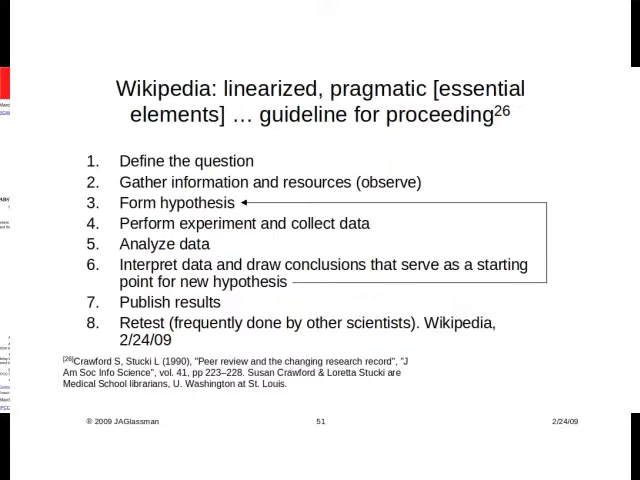 Wikipedia: linearized, pragmatic [essential
elements] … guideline for proceeding26
1. Define the question
2. Gather information and resources (observe)
3. Form hypothesis
4. Perform experiment and collect data
5. Analyze data
6. Interpret data and draw conclusions that serve as a starting
point for new hypothesis
7. Publish results
8. Retest (frequently done by other scientists). Wikipedia,
2/24/09
[26]Crawford S, Stucki L (1990), "Peer review and the changing research record", "J
Am Soc Info Science", vol. 41, pp 223–228. Susan Crawford & Loretta Stucki are
Medical School librarians, U. Washington at St. Louis.
® 2009 JAGlassman 51 2/24/09